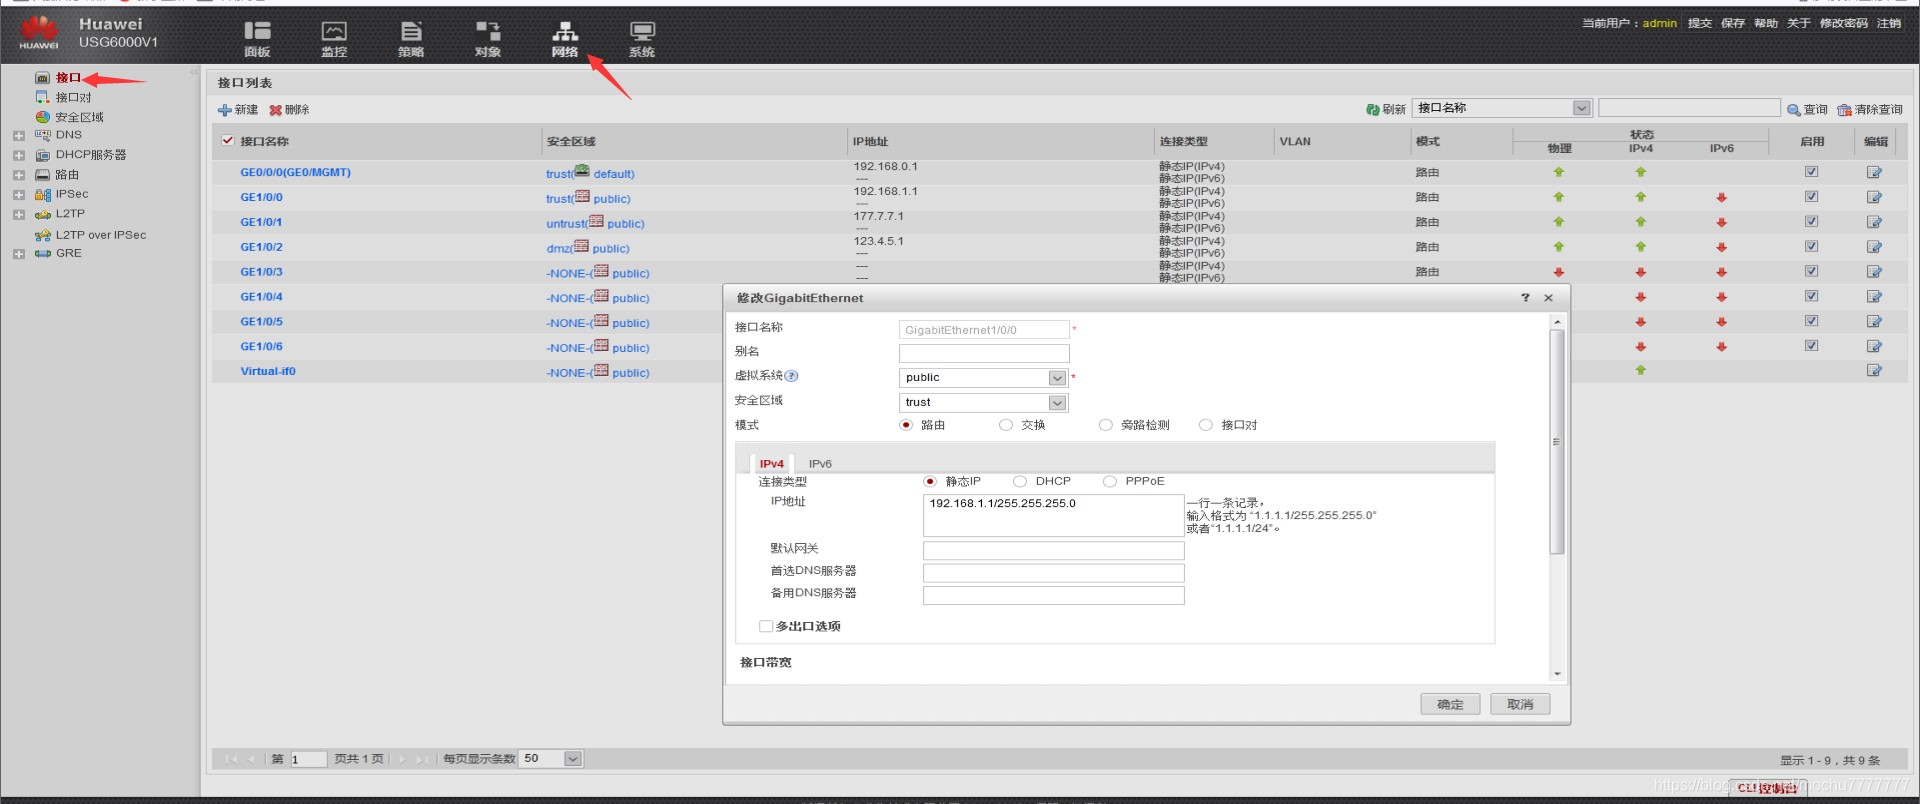 Huawei
USG6000V1
HUAWEI
面板
监控
策略
对象
网络
系统
当前用户：admin 提交 保存 帮助 关于 修改密码 注销
接口
接口对
安全区域
DNS
DHCP服务器
路由
IPSec
L2TP
L2TP over IPSec
GRE
接口列表
新建 删除
刷新 接口名称 查询 清除查询
接口名称 安全区域 IP地址 连接类型 VLAN 模式 状态 启用 编辑
物理 IPv4 IPv6
GE0/0/0(GE0/MGMT) trust( default) 192.168.0.1 静态IP(IPv4) 路由
--- 静态IP(IPv6)
GE1/0/0 trust( public) 192.168.1.1 静态IP(IPv4) 路由
--- 静态IP(IPv6)
GE1/0/1 untrust( public) 177.7.7.1 静态IP(IPv4) 路由
--- 静态IP(IPv6)
GE1/0/2 dmz( public) 123.4.5.1 静态IP(IPv4) 路由
--- 静态IP(IPv6)
GE1/0/3 -NONE-( public) --- 静态IP(IPv4) 路由
--- 静态IP(IPv6)
GE1/0/4 -NONE-( public)
GE1/0/5 -NONE-( public)
GE1/0/6 -NONE-( public)
Virtual-if0 -NONE-( public)
修改GigabitEthernet ?
接口名称 GigabitEthernet1/0/0 *
别名
虚拟系统 ? public *
安全区域 trust
模式 路由 交换 旁路检测 接口对
IPv4 IPv6
连接类型 静态IP DHCP PPPoE
IP地址 192.168.1.1/255.255.255.0 一行一条记录，
输入格式为 “1.1.1.1/255.255.255.0”
或者“1.1.1.1/24”。
默认网关
首选DNS服务器
备用DNS服务器
多出口选项
接口带宽
确定 取消
第 1 页共 1 页 每页显示条数 50
显示 1 - 9，共 9 条
CLI控制台